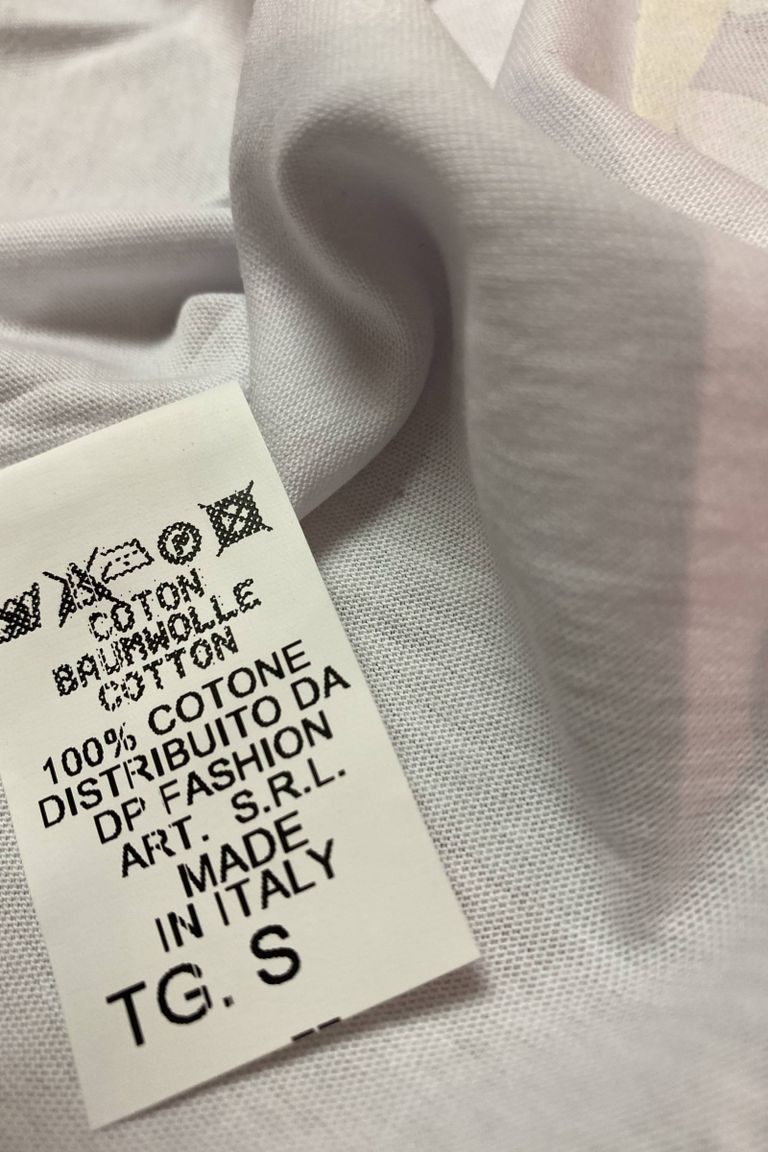 COTON
BAUMWOLLE
COTTON
100% COTONE
DISTRIBUITO DA
DP FASHION
ART. S.R.L.
MADE
IN ITALY
TG. S